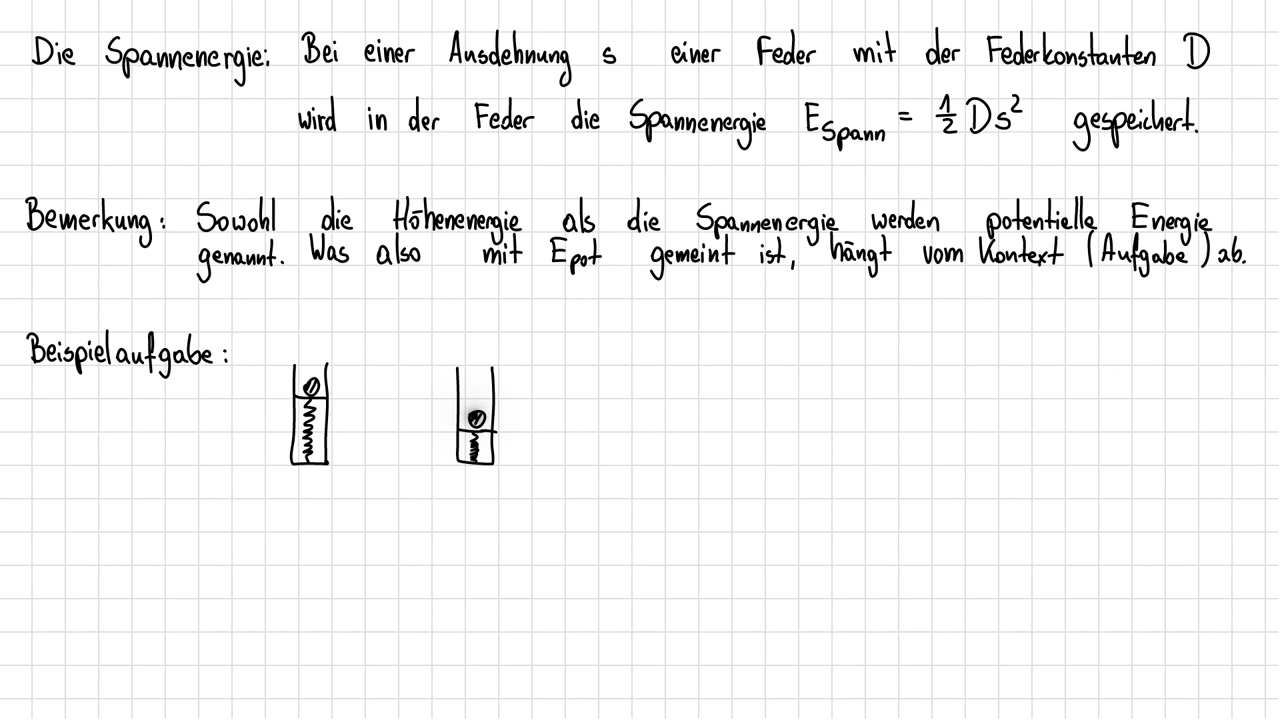 Die Spannenergie: Bei einer Ausdehnung s einer Feder mit der Federkonstanten D
wird in der Feder die Spannenergie E_Spann = 1/2 Ds² gespeichert.
Bemerkung: Sowohl die Höhenenergie als die Spannenergie werden potentielle Energie
genannt. Was also mit E_pot gemeint ist, hängt vom Kontext (Aufgabe) ab.
Beispielaufgabe: